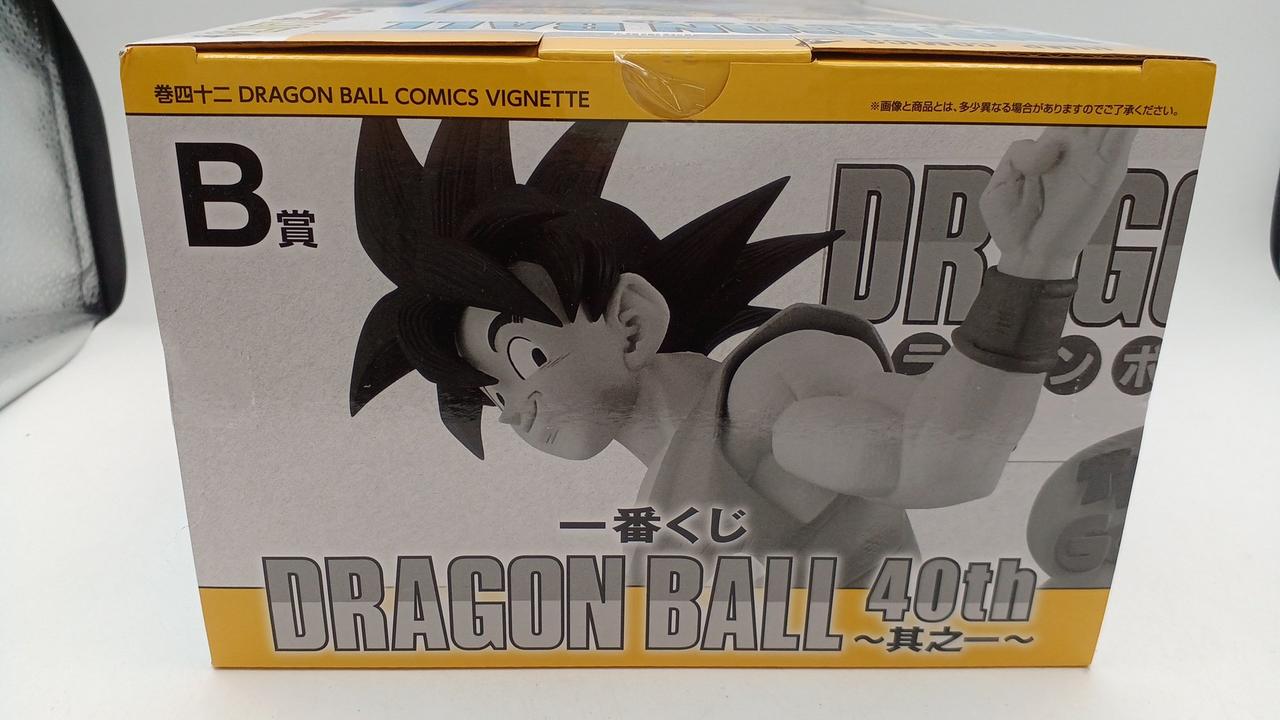 巻四十二 DRAGON BALL COMICS VIGNETTE
※画像と商品とは、多少異なる場合がありますのでご了承ください。
B賞
一番くじ
DRAGON BALL 40th
～其之一～